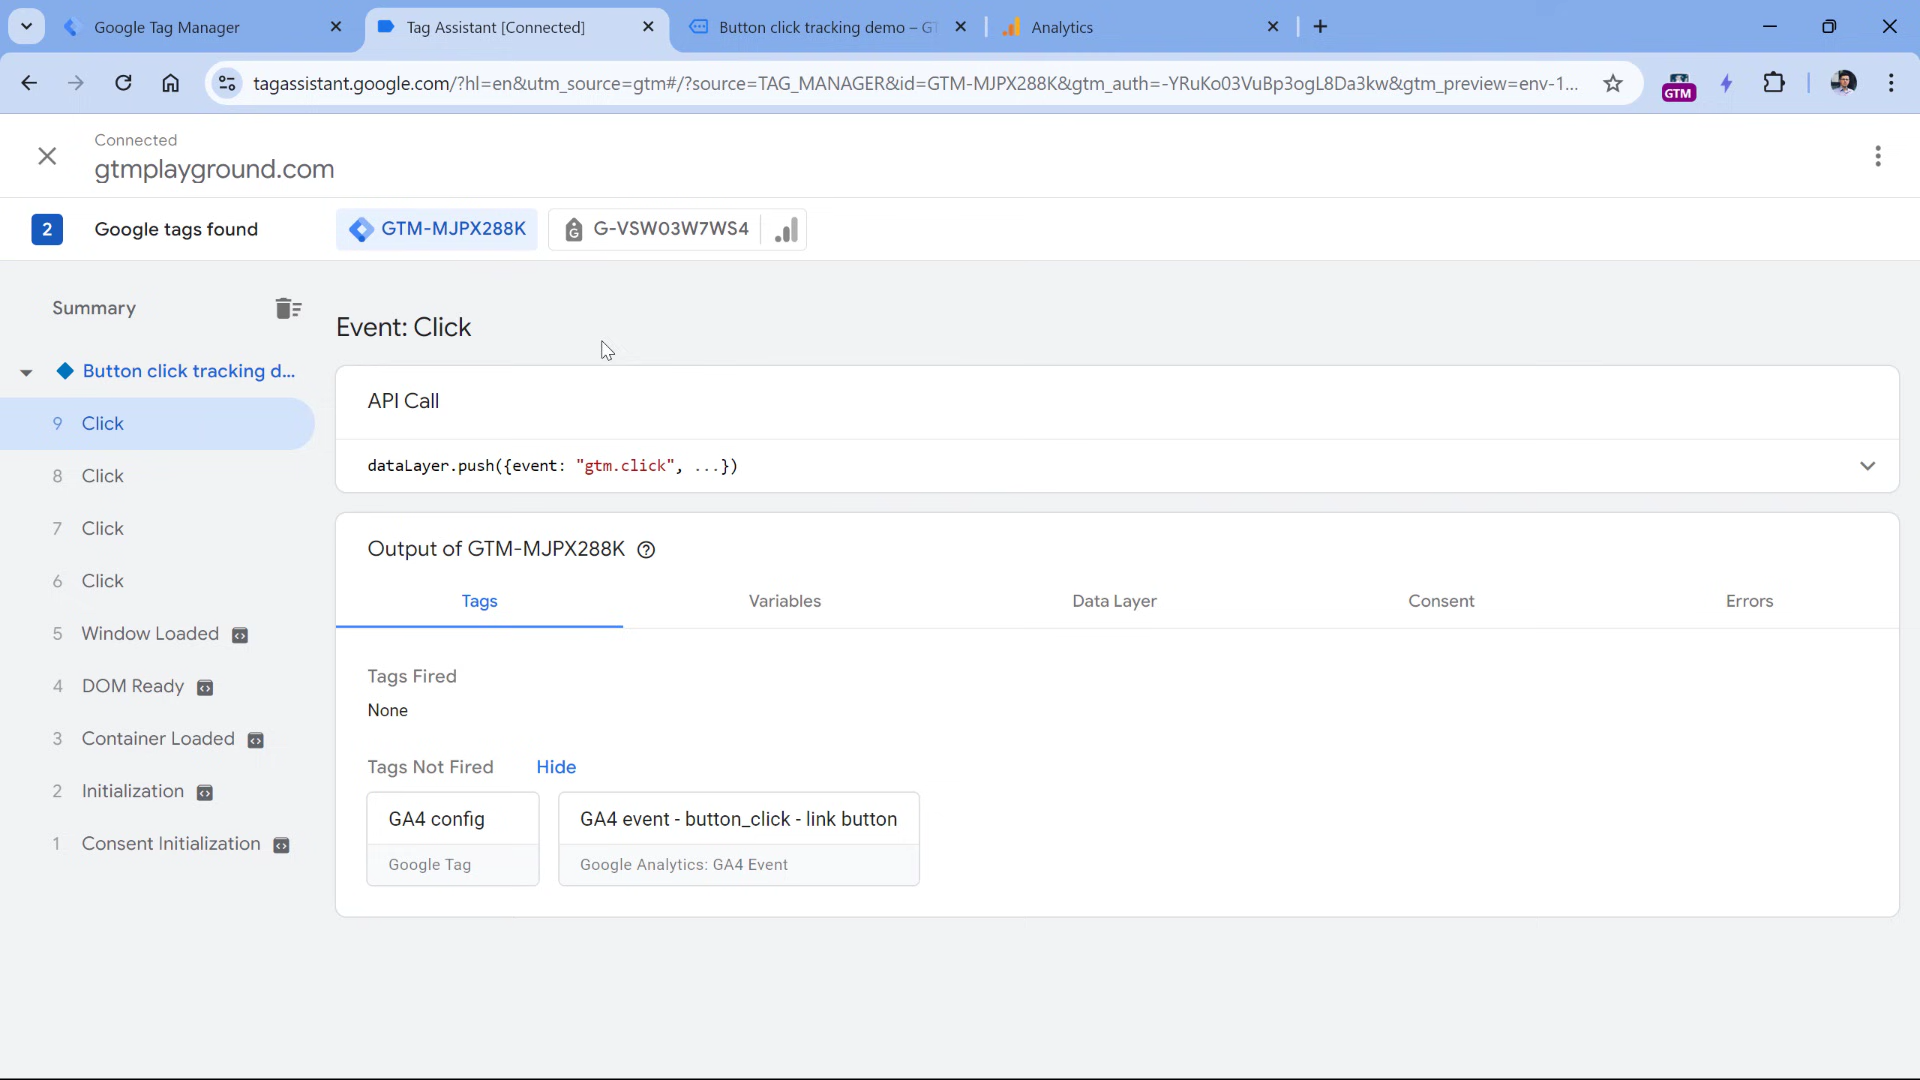 Google Tag Manager
Tag Assistant [Connected]
Button click tracking demo – GT
Analytics
tagassistant.google.com/?hl=en&utm_source=gtm#/?source=TAG_MANAGER&id=GTM-MJPX288K&gtm_auth=-YRuKo03VuBp3ogL8Da3kw&gtm_preview=env-1...
GTM
Connected
gtmplayground.com
2
Google tags found
GTM-MJPX288K
G
G-VSW03W7WS4
Summary
Button click tracking d...
9 Click
8 Click
7 Click
6 Click
5 Window Loaded
4 DOM Ready
3 Container Loaded
2 Initialization
1 Consent Initialization
Event: Click
API Call
dataLayer.push({event: "gtm.click", ...})
Output of GTM-MJPX288K
Tags
Variables
Data Layer
Consent
Errors
Tags Fired
None
Tags Not Fired
Hide
GA4 config
Google Tag
GA4 event - button_click - link button
Google Analytics: GA4 Event